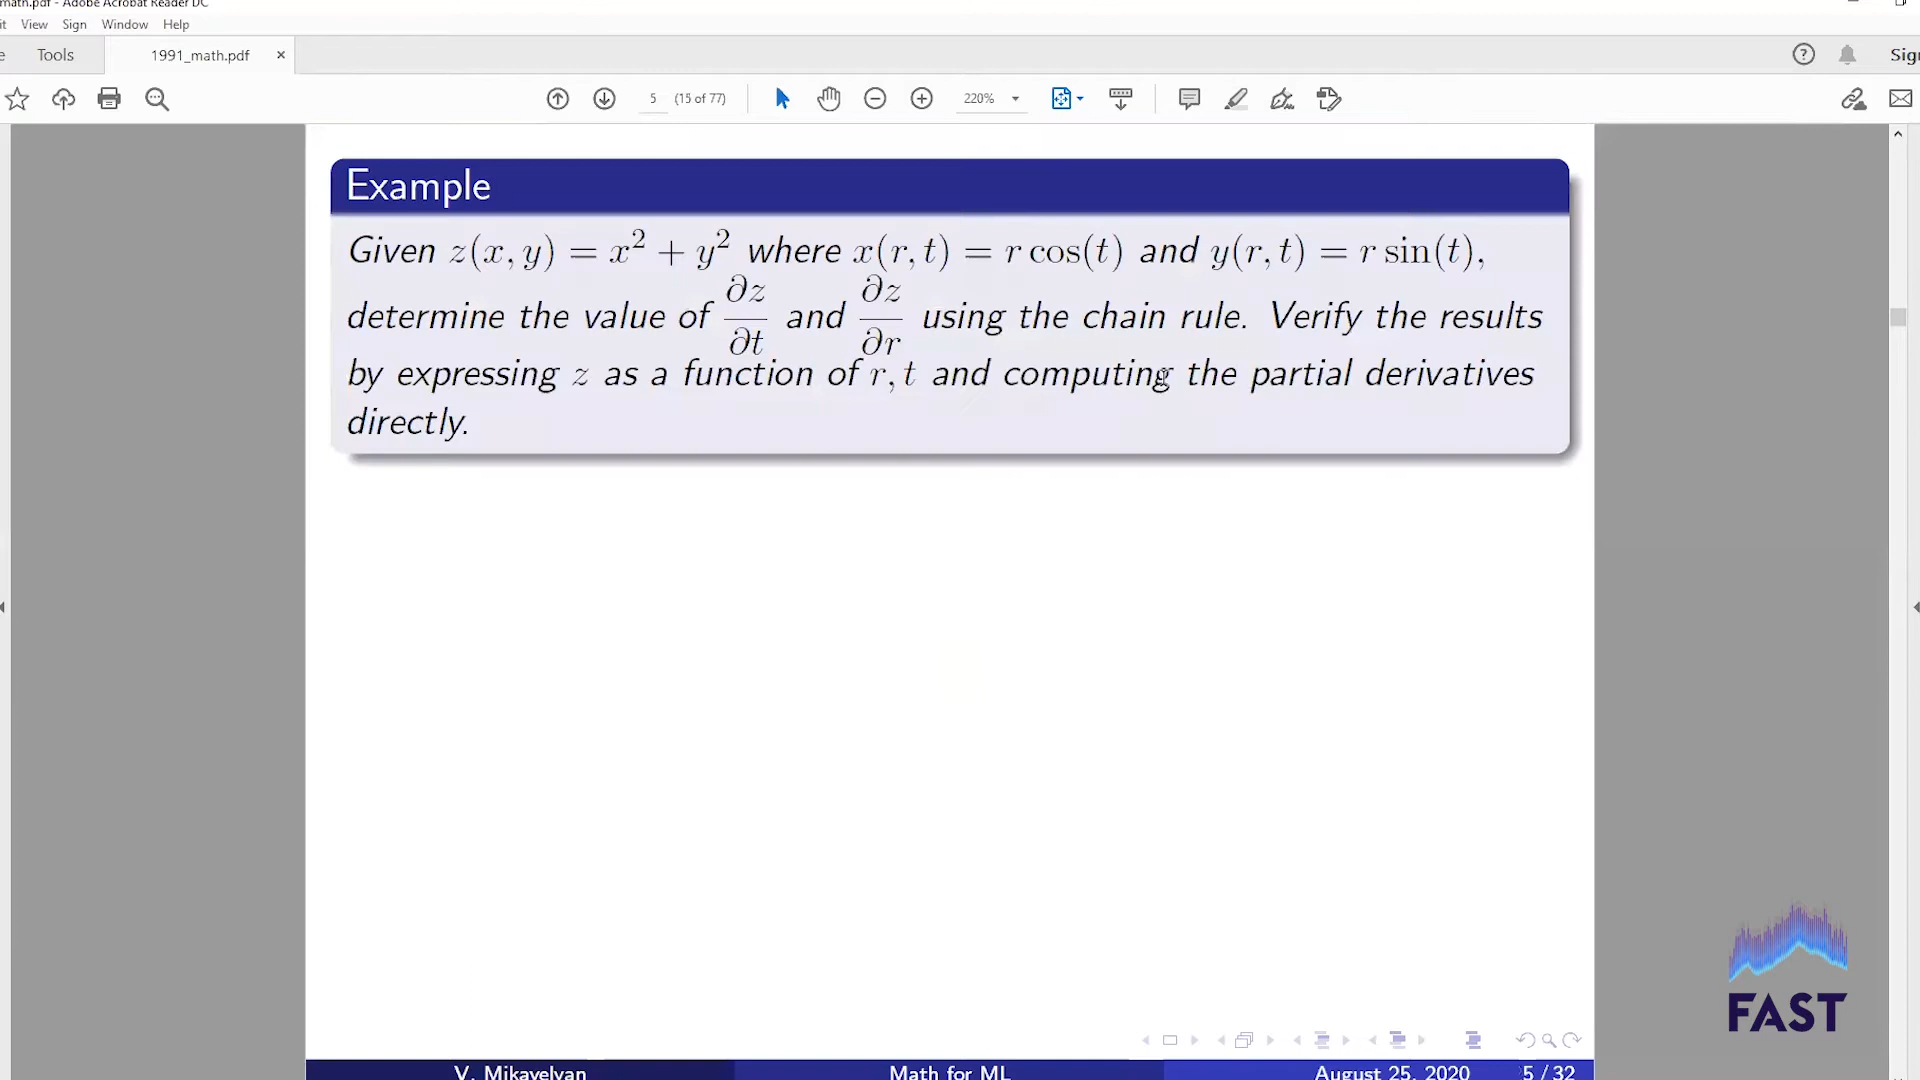 math.pdf - Adobe Acrobat Reader DC
it View Sign Window Help
e Tools 1991_math.pdf × ? Sign
5 (15 of 77) 220%
Example
Given z(x, y) = x² + y² where x(r, t) = r cos(t) and y(r, t) = r sin(t),
determine the value of ∂z/∂t and ∂z/∂r using the chain rule. Verify the results
by expressing z as a function of r, t and computing the partial derivatives
directly.
FAST
V. Mikayelyan Math for ML August 25, 2020 5 / 32